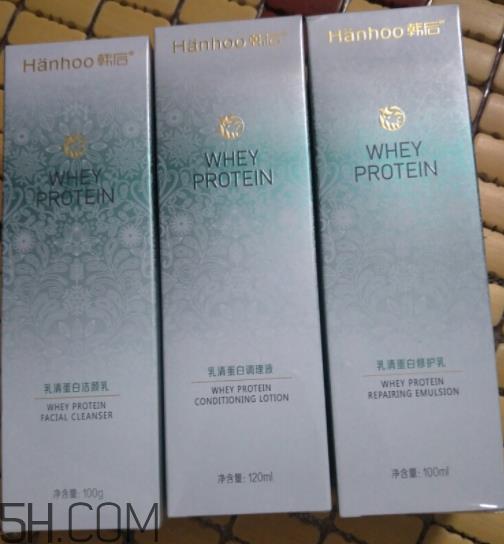 Hanhoo 韩后®
WHEY
PROTEIN
乳清蛋白洁颜乳
WHEY PROTEIN
FACIAL CLEANSER
净含量: 100g
Hanhoo 韩后®
WHEY
PROTEIN
乳清蛋白调理液
WHEY PROTEIN
CONDITIONING LOTION
净含量: 120ml
Hanhoo 韩后®
WHEY
PROTEIN
乳清蛋白修护乳
WHEY PROTEIN
REPAIRING EMULSION
净含量: 100ml
5H.COM